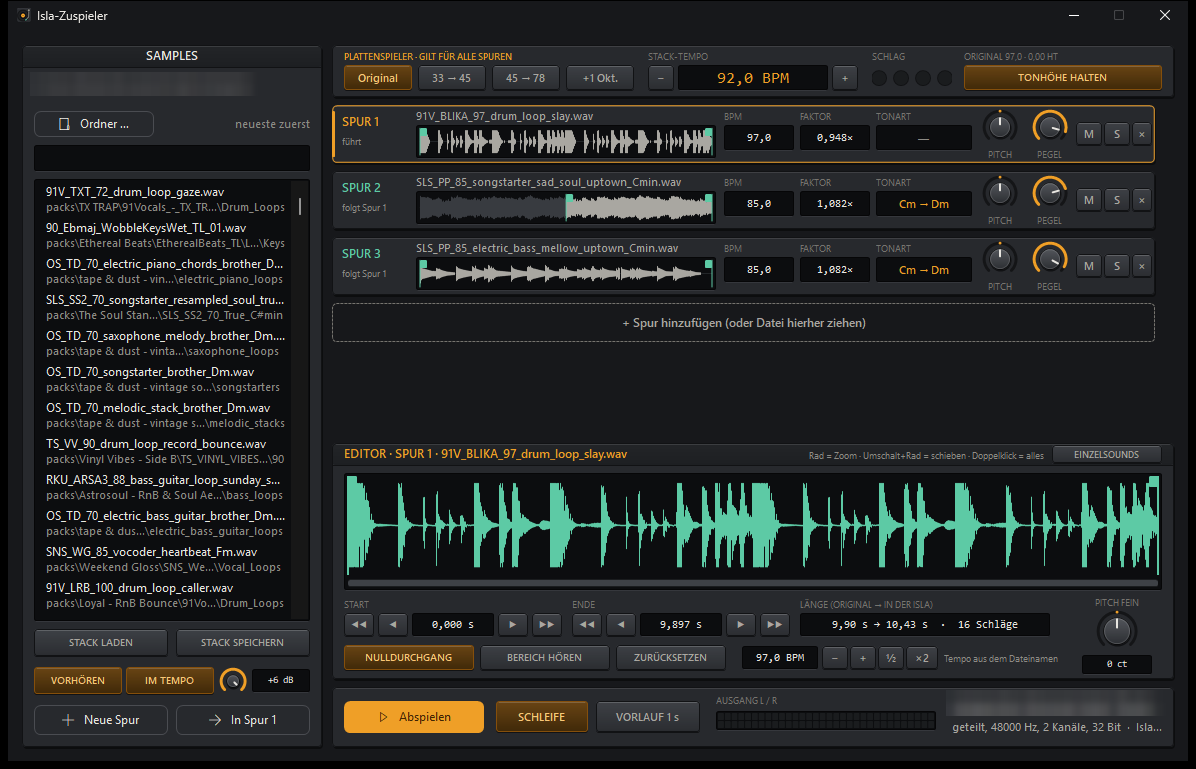 Isla-Zuspieler
SAMPLES
Ordner ...
neueste zuerst
91V_TXT_72_drum_loop_gaze.wav
packs\TX TRAP\91Vocals_-_TX_TR...\Drum_Loops
90_Ebmaj_WobbleKeysWet_TL_01.wav
packs\Ethereal Beats\EtherealBeats_TL\L...\Keys
OS_TD_70_electric_piano_chords_brother_D...
packs\tape & dust - vin...\electric_piano_loops
SLS_SS2_70_songstarter_resampled_soul_tru...
packs\The Soul Stan...\SLS_SS2_70_True_C#min
OS_TD_70_saxophone_melody_brother_Dm....
packs\tape & dust - vinta...\saxophone_loops
OS_TD_70_songstarter_brother_Dm.wav
packs\tape & dust - vintage so...\songstarters
OS_TD_70_melodic_stack_brother_Dm.wav
packs\tape & dust - vintage s...\melodic_stacks
TS_VV_90_drum_loop_record_bounce.wav
packs\Vinyl Vibes - Side B\TS_VINYL_VIBES...\90
RKU_ARSA3_88_bass_guitar_loop_sunday_s...
packs\Astrosoul - RnB & Soul Ae...\bass_loops
OS_TD_70_electric_bass_guitar_brother_Dm....
packs\tape & dus...\electric_bass_guitar_loops
SNS_WG_85_vocoder_heartbeat_Fm.wav
packs\Weekend Gloss\SNS_We...\Vocal_Loops
91V_LRB_100_drum_loop_caller.wav
packs\Loyal - RnB Bounce\91Vo...\Drum_Loops
STACK LADEN
STACK SPEICHERN
VORHÖREN
IM TEMPO
+6 dB
+ Neue Spur
→ In Spur 1
PLATTENSPIELER · GILT FÜR ALLE SPUREN
STACK-TEMPO
SCHLAG
ORIGINAL 97,0 · 0,00 HT
Original
33 → 45
45 → 78
+1 Okt.
−
92,0 BPM
+
TONHÖHE HALTEN
SPUR 1
folgt
führt
91V_BLIKA_97_drum_loop_slay.wav
BPM
97,0
FAKTOR
0,948×
TONART
—
PITCH
PEGEL
M
S
×
SPUR 2
folgt Spur 1
SLS_PP_85_songstarter_sad_soul_uptown_Cmin.wav
BPM
85,0
FAKTOR
1,082×
TONART
Cm → Dm
PITCH
PEGEL
M
S
×
SPUR 3
folgt Spur 1
SLS_PP_85_electric_bass_mellow_uptown_Cmin.wav
BPM
85,0
FAKTOR
1,082×
TONART
Cm → Dm
PITCH
PEGEL
M
S
×
+ Spur hinzufügen (oder Datei hierher ziehen)
EDITOR · SPUR 1 · 91V_BLIKA_97_drum_loop_slay.wav
Rad = Zoom · Umschalt+Rad = schieben · Doppelklick = alles
EINZELSOUNDS
START
0,000 s
ENDE
9,897 s
LÄNGE (ORIGINAL → IN DER ISLA)
9,90 s → 10,43 s · 16 Schläge
PITCH FEIN
0 ct
NULLDURCHGANG
BEREICH HÖREN
ZURÜCKSETZEN
97,0 BPM
−
+
½
×2
Tempo aus dem Dateinamen
Abspielen
SCHLEIFE
VORLAUF 1 s
AUSGANG L / R
geteilt, 48000 Hz, 2 Kanäle, 32 Bit · Isla...